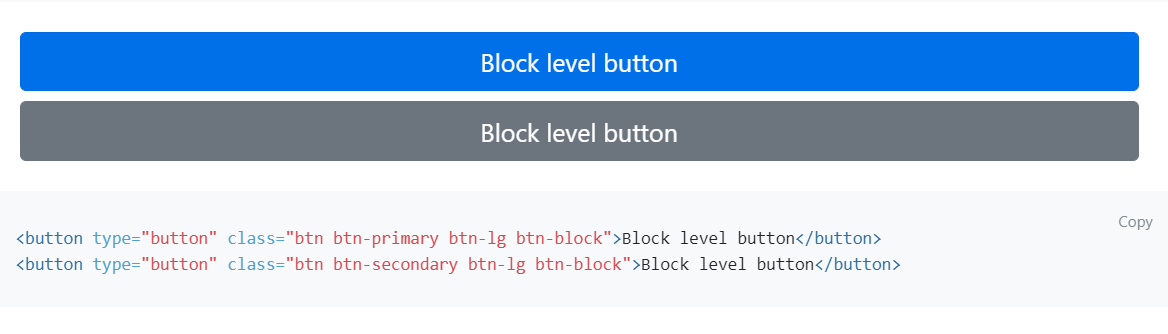 Block level button
Block level button
Copy
<button type="button" class="btn btn-primary btn-lg btn-block">Block level button</button>
<button type="button" class="btn btn-secondary btn-lg btn-block">Block level button</button>